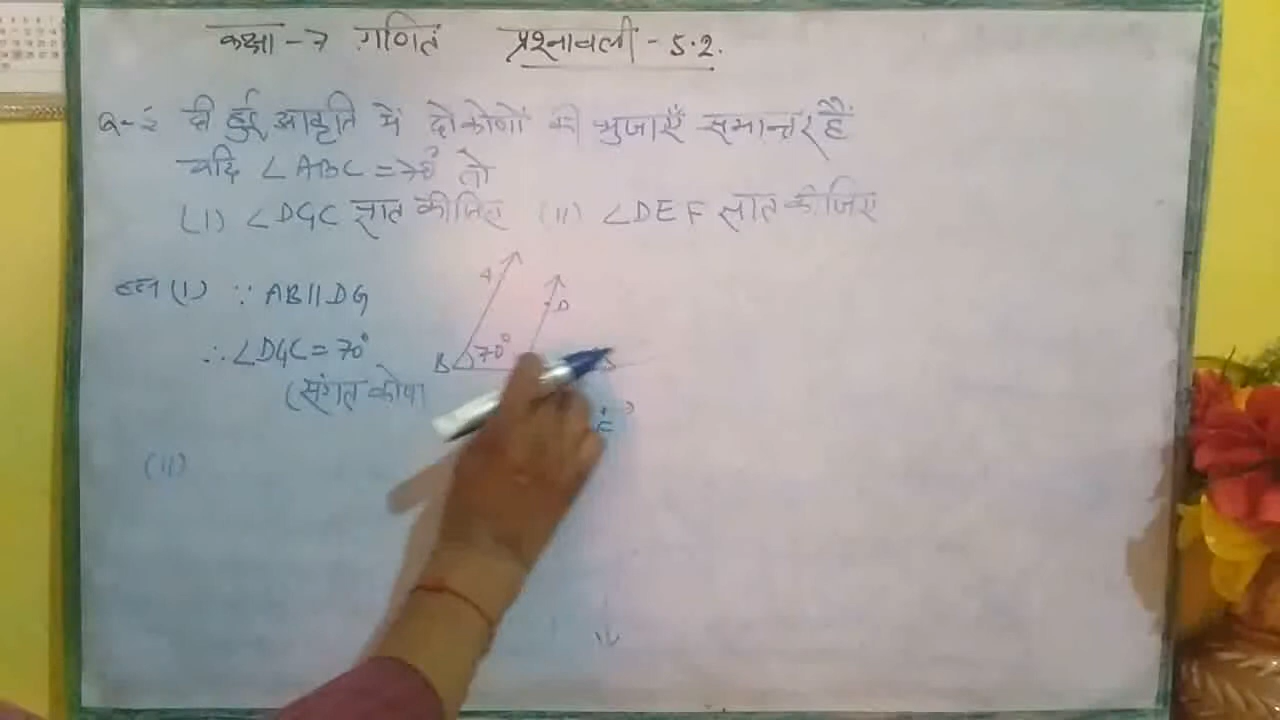 कक्षा - 7 गणित प्रश्नावली - 5.2.
दी हुई आकृति में दो कोणों की भुजाएँ समान्तर हैं
यदि ∠ABC = 70° तो
(I) ∠DGC ज्ञात कीजिए (II) ∠DEF ज्ञात कीजिए
हल (I) ∵ AB || DG
∴ ∠DGC = 70°
(संगत कोण)
(II)
A
D
B 70°
E